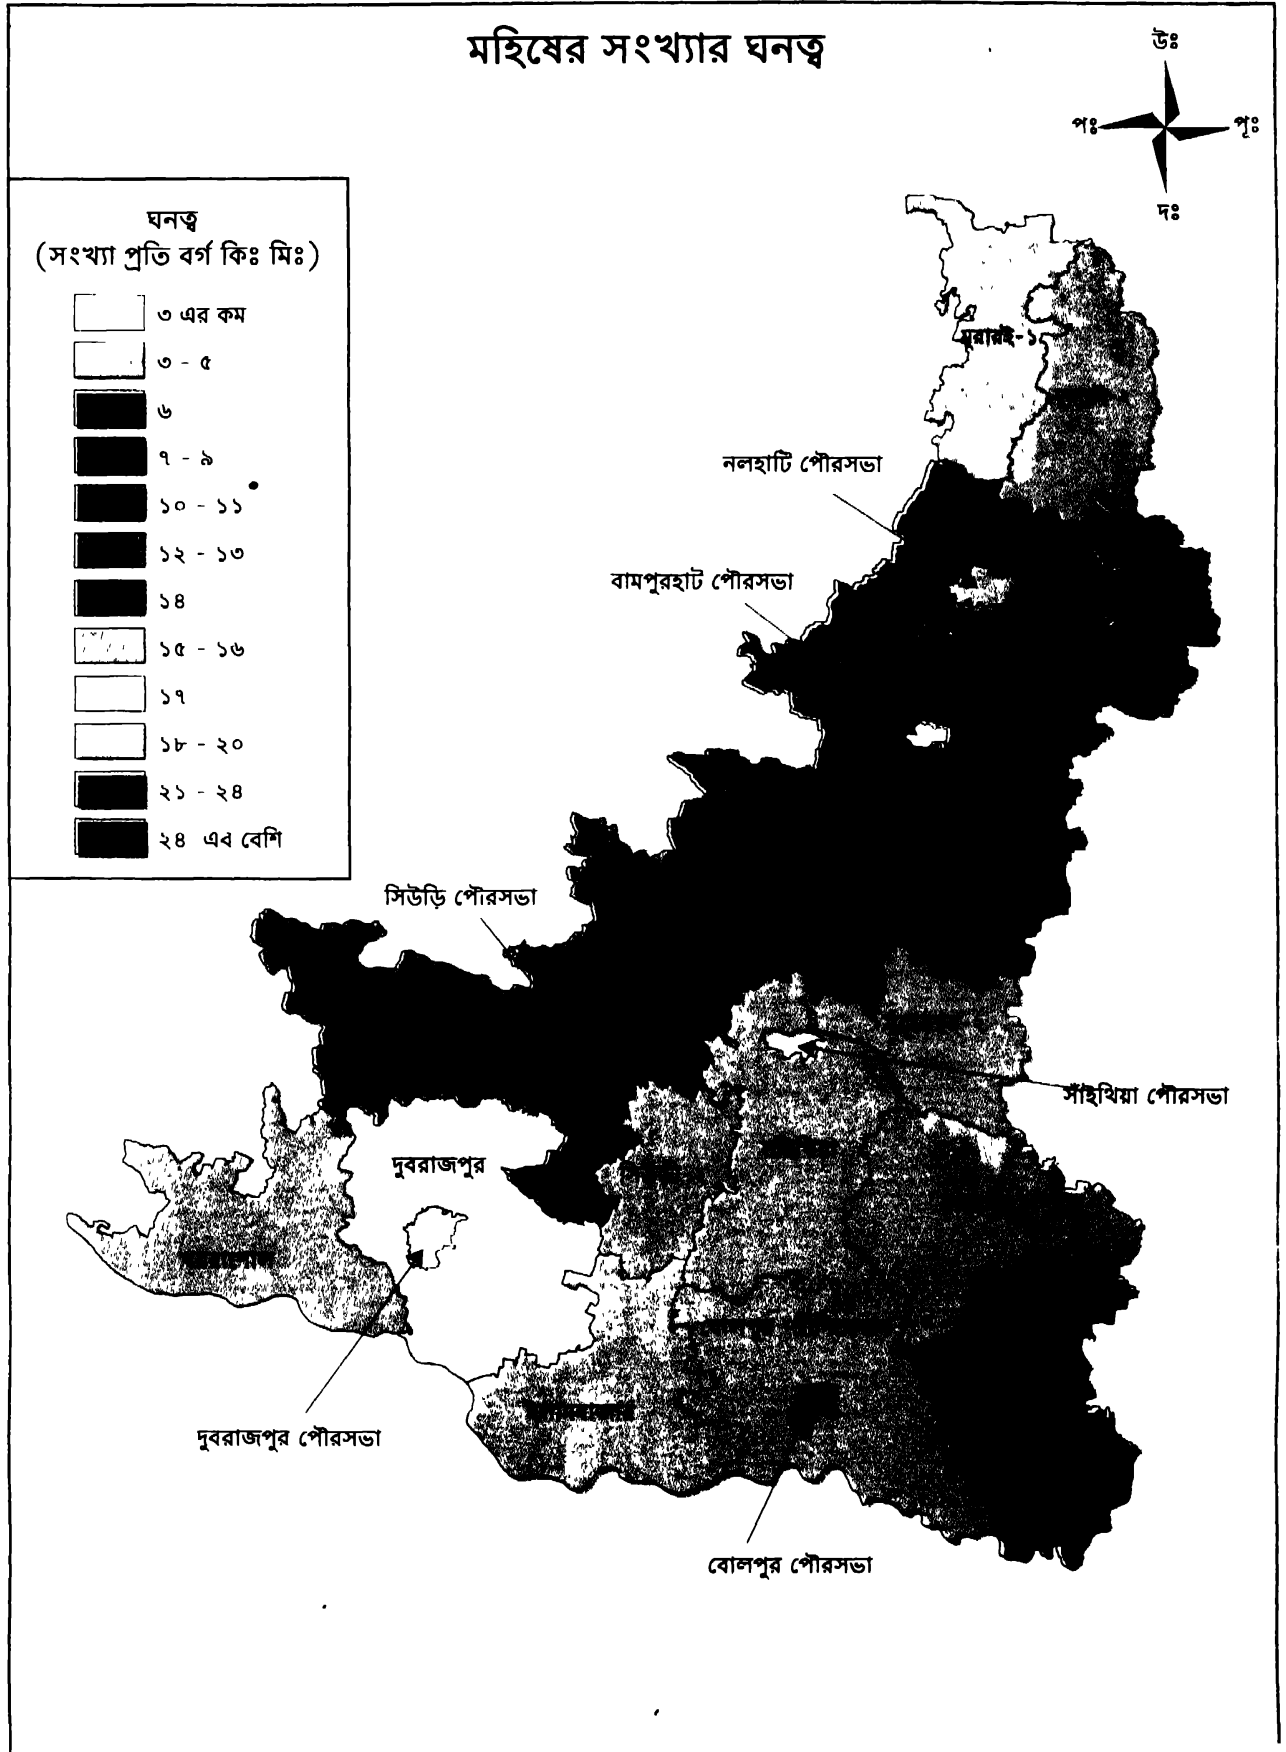 মহিষের সংখ্যার ঘনত্ব
উঃ
পঃ
পূঃ
দঃ
ঘনত্ব
(সংখ্যা প্রতি বর্গ কিঃ মিঃ)
৩ এর কম
৩ - ৫
৬
৭ - ৯
১০ - ১১
১২ - ১৩
১৪
১৫ - ১৬
১৭
১৮ - ২০
২১ - ২৪
২৪ এব বেশি
মুরারই-১
নলহাটি পৌরসভা
বামপুরহাট পৌরসভা
সিউড়ি পৌরসভা
সাঁইথিয়া পৌরসভা
দুবরাজপুর
দুবরাজপুর পৌরসভা
বোলপুর পৌরসভা